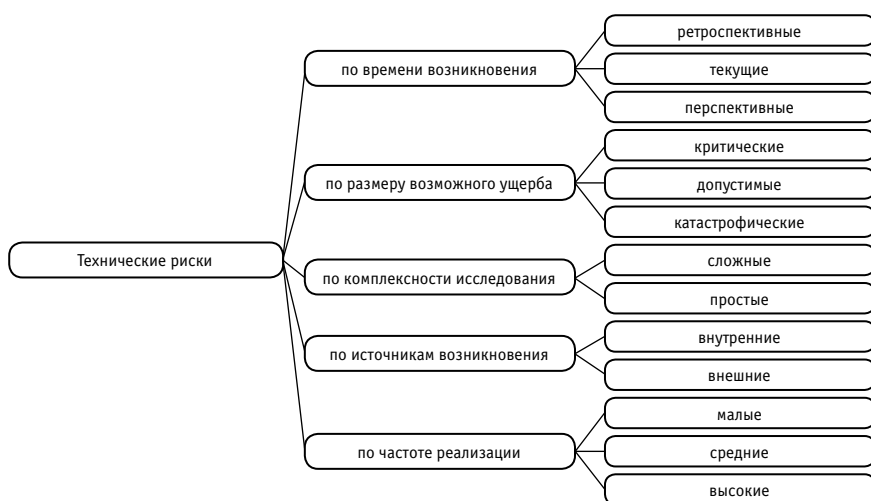 Технические риски
по времени возникновения
ретроспективные
текущие
перспективные
по размеру возможного ущерба
критические
допустимые
катастрофические
по комплексности исследования
сложные
простые
по источникам возникновения
внутренние
внешние
по частоте реализации
малые
средние
высокие